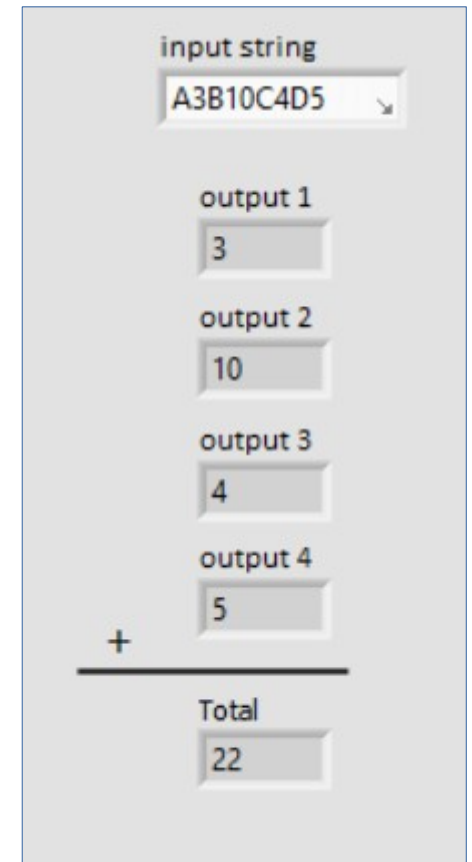 input string
A3B10C4D5
output 1
3
output 2
10
output 3
4
output 4
5
+
Total
22